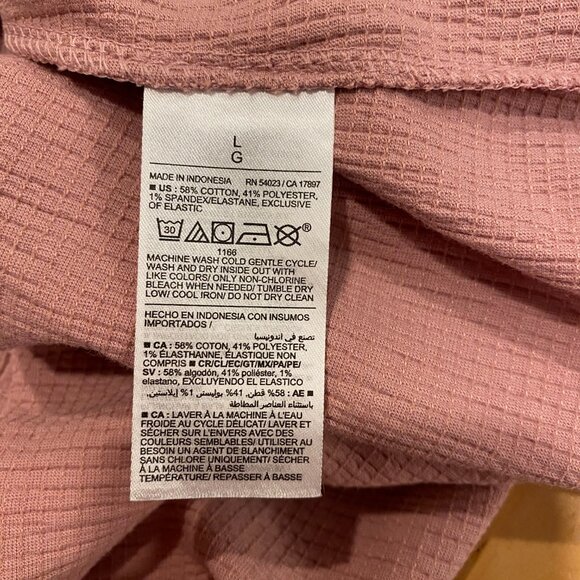 L
G
MADE IN INDONESIA RN 54023 / CA 17897
■ US : 58% COTTON, 41% POLYESTER,
1% SPANDEX/ELASTANE, EXCLUSIVE
OF ELASTIC
30 ®
1166
MACHINE WASH COLD GENTLE CYCLE/
WASH AND DRY INSIDE OUT WITH
LIKE COLORS/ ONLY NON-CHLORINE
BLEACH WHEN NEEDED/ TUMBLE DRY
LOW/ COOL IRON/ DO NOT DRY CLEAN
HECHO EN INDONESIA CON INSUMOS
IMPORTADOS /
تصنع في اندونيسيا
■ CA : 58% COTON, 41% POLYESTER,
1% ÉLASTHANNE, ÉLASTIQUE NON
COMPRIS ■ CR/CL/EC/GT/MX/PA/PE/
SV : 58% algodón, 41% poliéster, 1%
elastano, EXCLUYENDO EL ELASTICO
■ AE : 58% قطن, 41% بوليستر, 1% إيلاستين,
باستثناء العناصر المطاطة
■ CA : LAVER À LA MACHINE À L'EAU
FROIDE AU CYCLE DÉLICAT/ LAVER ET
SÉCHER SUR L'ENVERS AVEC DES
COULEURS SEMBLABLES/ UTILISER AU
BESOIN UN AGENT DE BLANCHIMENT
SANS CHLORE UNIQUEMENT/ SÉCHER
À LA MACHINE À BASSE
TEMPÉRATURE/ REPASSER À BASSE